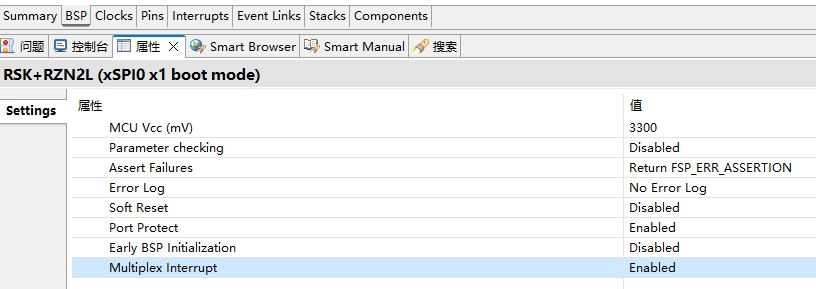 Summary BSP Clocks Pins Interrupts Event Links Stacks Components
问题 控制台 属性 Smart Browser Smart Manual 搜索
RSK+RZN2L (xSPI0 x1 boot mode)
Settings
属性 值
MCU Vcc (mV) 3300
Parameter checking Disabled
Assert Failures Return FSP_ERR_ASSERTION
Error Log No Error Log
Soft Reset Disabled
Port Protect Enabled
Early BSP Initialization Disabled
Multiplex Interrupt Enabled